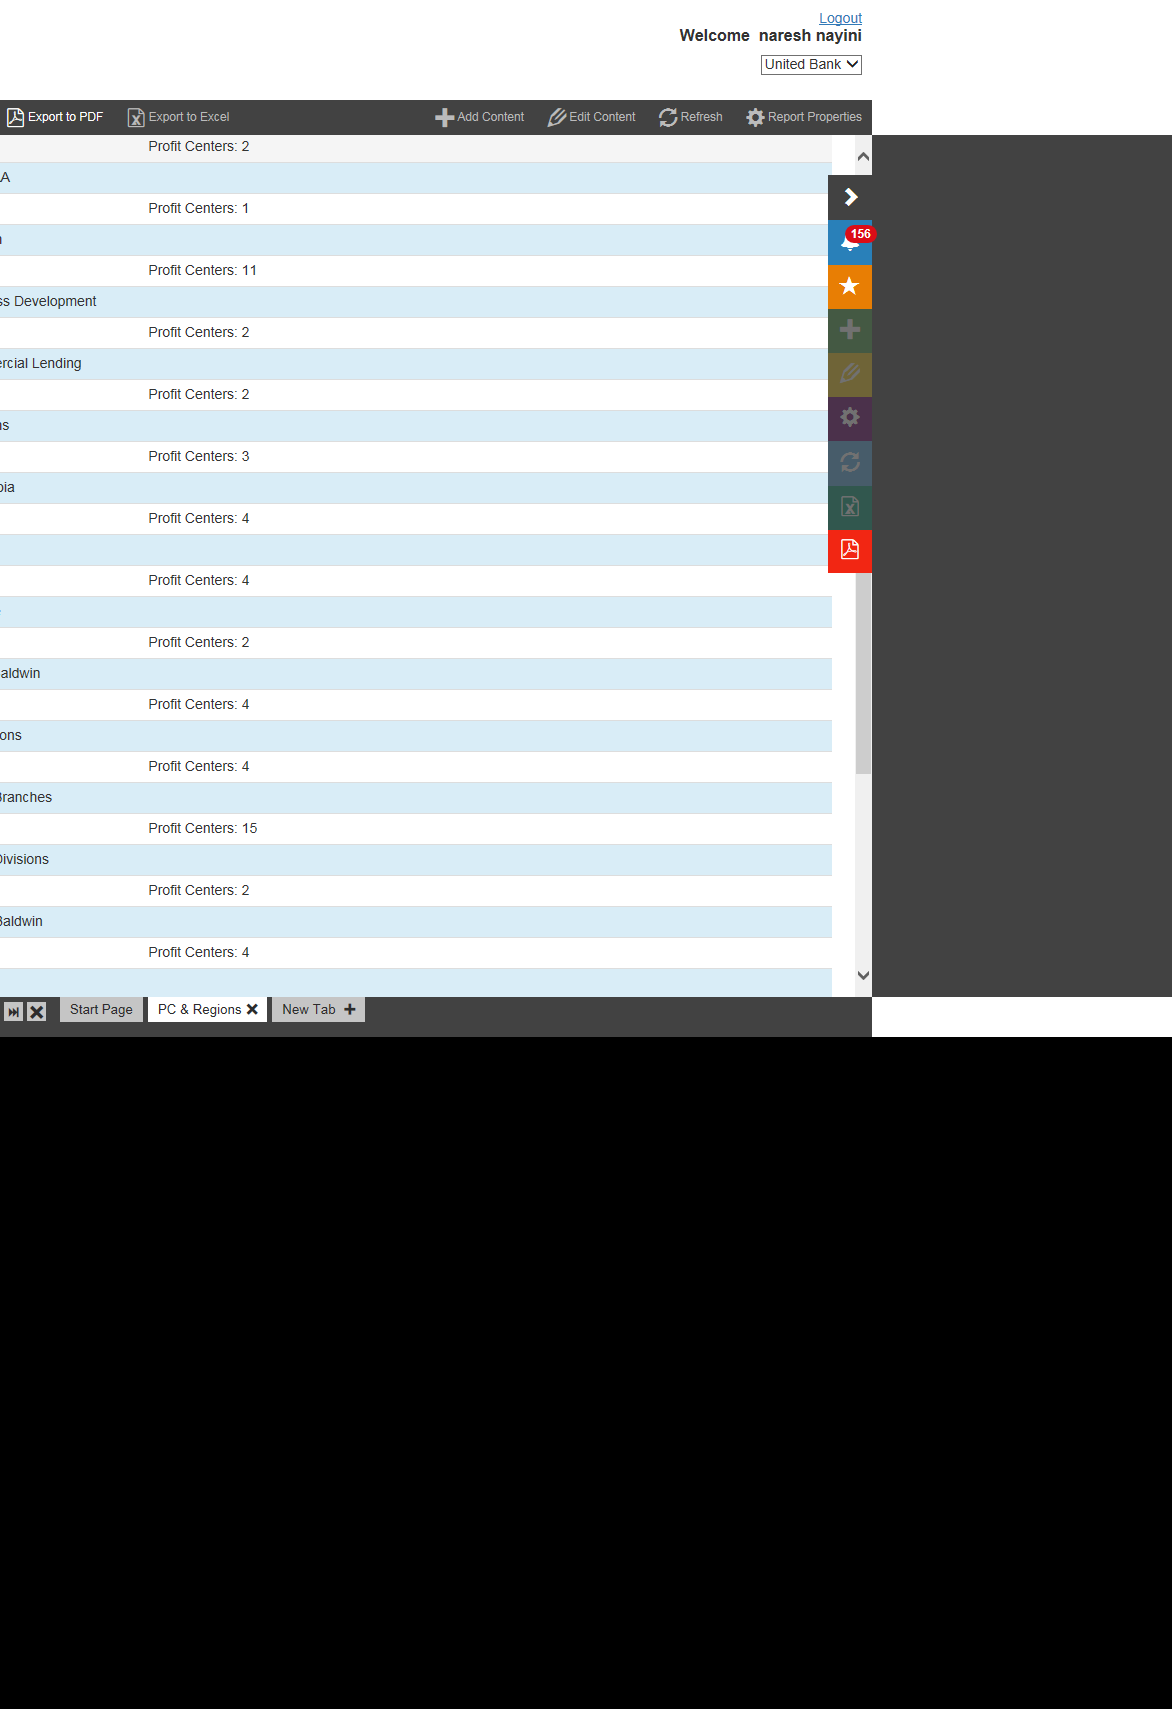 Logout
Welcome naresh nayini
United Bank
Export to PDF Export to Excel Add Content Edit Content Refresh Report Properties
Profit Centers: 2
A
Profit Centers: 1
156
Profit Centers: 11
ss Development
Profit Centers: 2
ercial Lending
Profit Centers: 2
ns
Profit Centers: 3
bia
Profit Centers: 4
Profit Centers: 4
Profit Centers: 2
aldwin
Profit Centers: 4
ons
Profit Centers: 4
Branches
Profit Centers: 15
Divisions
Profit Centers: 2
Baldwin
Profit Centers: 4
Start Page PC & Regions New Tab